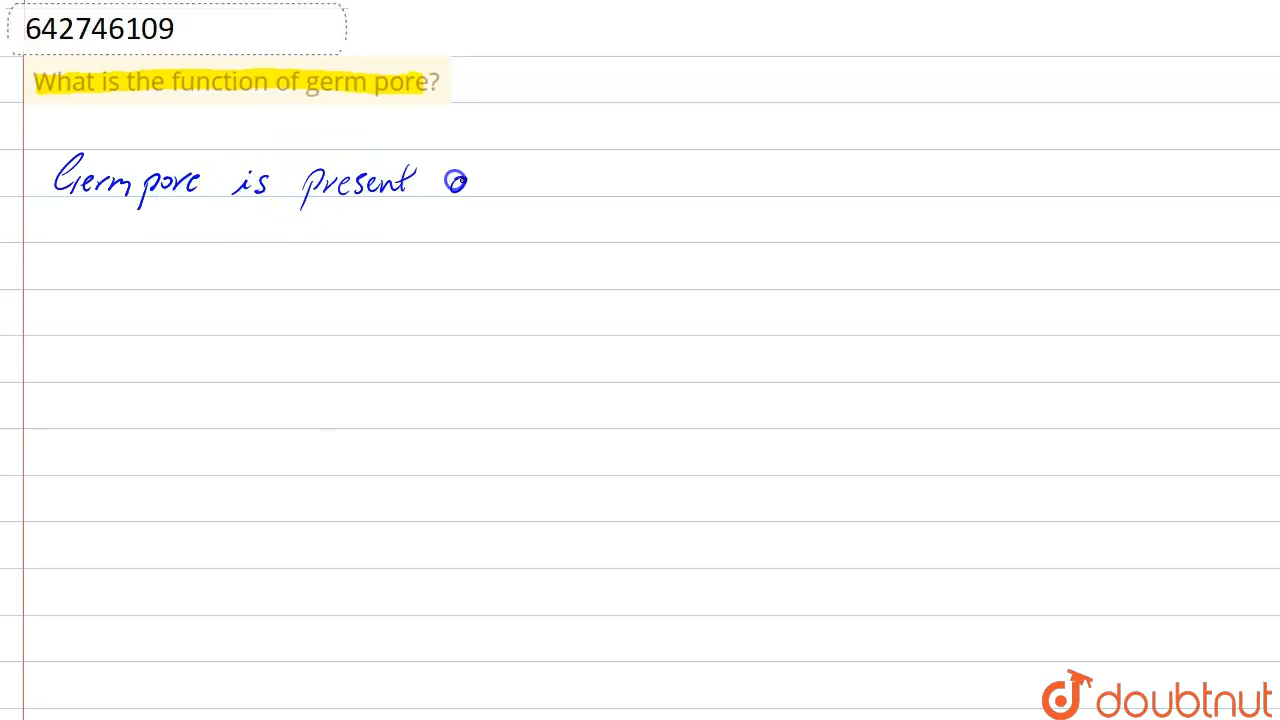 642746109
What is the function of germ pore?
Germ pore is present o
doubtnut